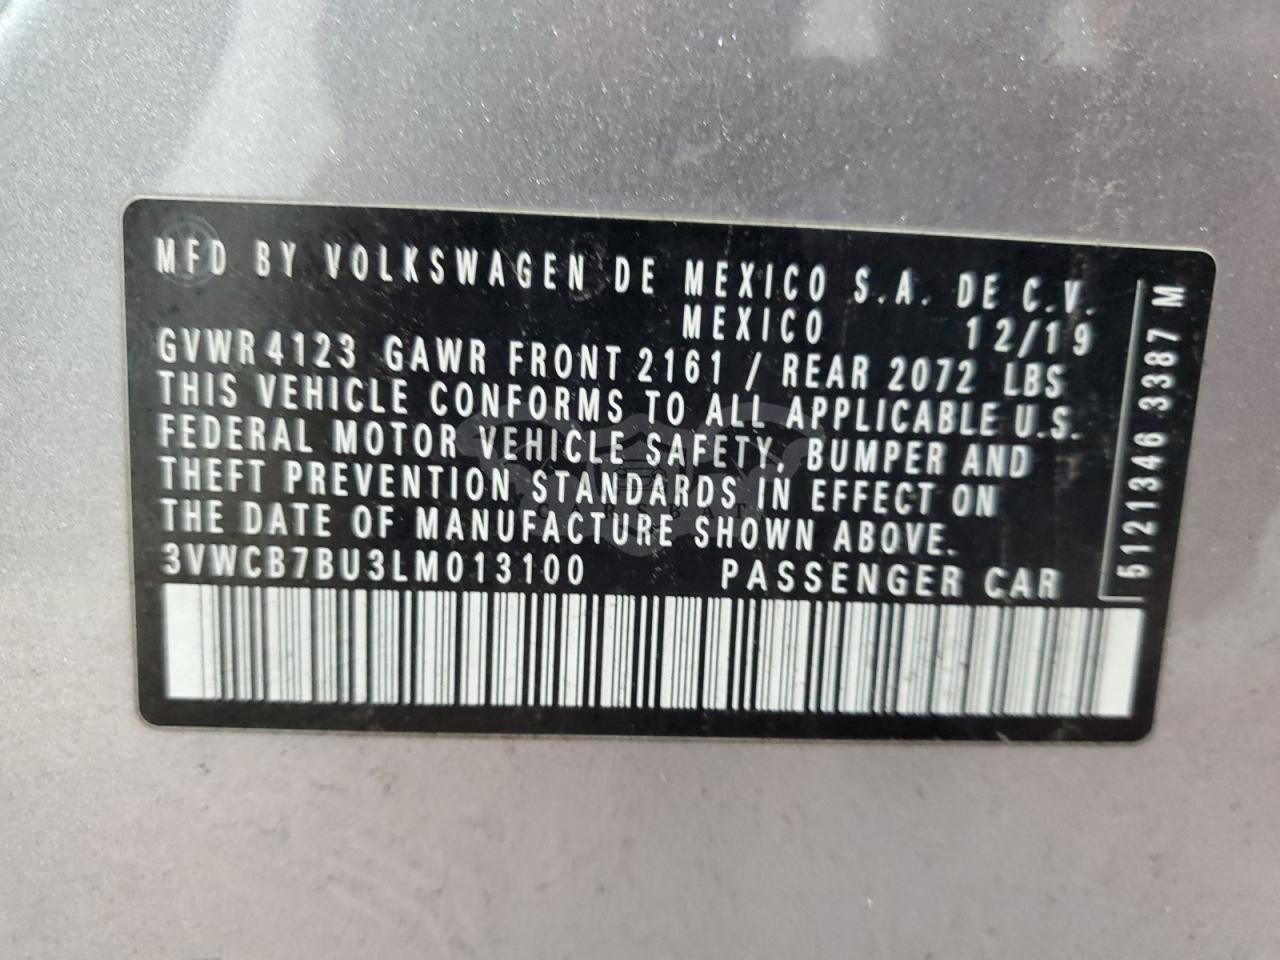 MFD BY VOLKSWAGEN DE MEXICO S.A. DE C.V.
MEXICO 12/19
GVWR 4123 GAWR FRONT 2161 / REAR 2072 LBS
THIS VEHICLE CONFORMS TO ALL APPLICABLE U.S.
FEDERAL MOTOR VEHICLE SAFETY, BUMPER AND
THEFT PREVENTION STANDARDS IN EFFECT ON
THE DATE OF MANUFACTURE SHOWN ABOVE.
3VWCB7BU3LM013100 PASSENGER CAR
5121346 3387 M